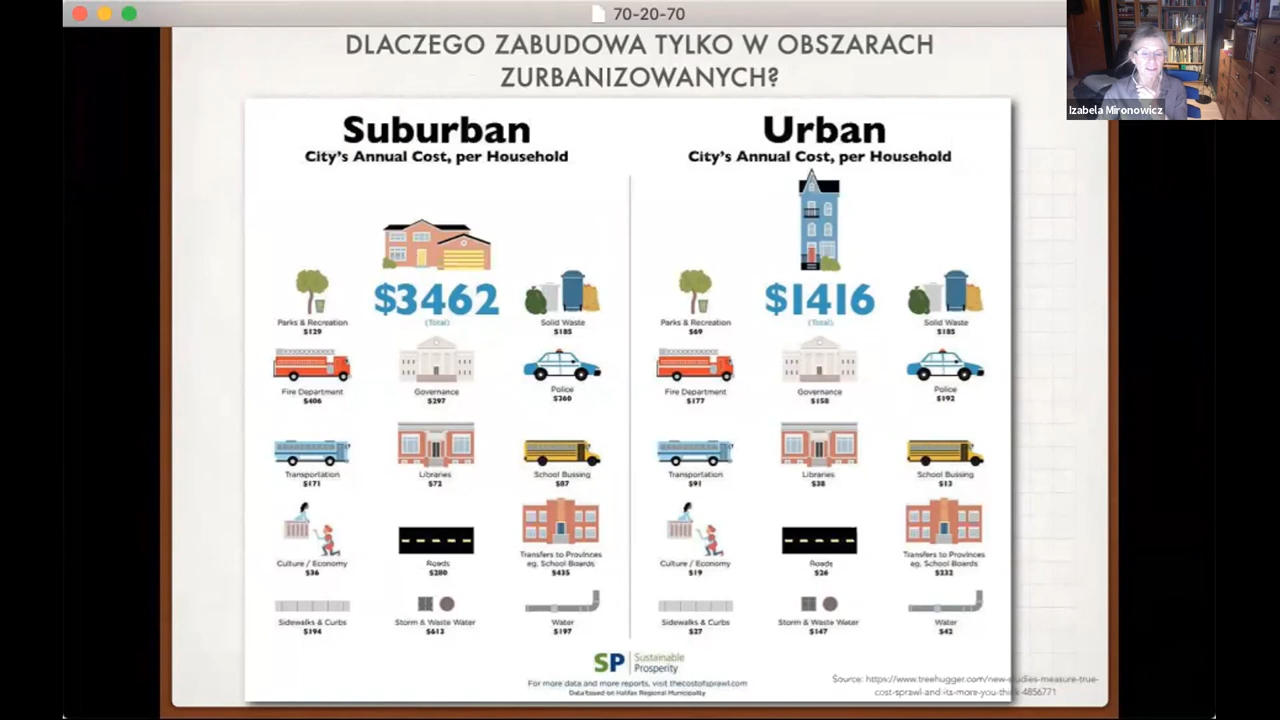 70-20-70
DLACZEGO ZABUDOWA TYLKO W OBSZARACH
ZURBANIZOWANYCH?
Izabela Mironowicz
Suburban
City's Annual Cost, per Household
$3462
(Total)
Parks & Recreation
$129
Solid Waste
$185
Fire Department
$406
Governance
$297
Police
$360
Transportation
$171
Libraries
$72
School Bussing
$87
Culture / Economy
$36
Roads
$280
Transfers to Provinces
eg, School Boards
$435
Sidewalks & Curbs
$194
Storm & Waste Water
$613
Water
$197
Urban
City's Annual Cost, per Household
$1416
(Total)
Parks & Recreation
$69
Solid Waste
$185
Fire Department
$177
Governance
$158
Police
$192
Transportation
$91
Libraries
$38
School Bussing
$13
Culture / Economy
$19
Roads
$26
Transfers to Provinces
eg, School Boards
$232
Sidewalks & Curbs
$27
Storm & Waste Water
$147
Water
$42
SP Sustainable
Prosperity
For more data and more reports, visit thecostofsprawl.com
Data based on Halifax Regional Municipality
Source: https://www.treehugger.com/new-studies-measure-true-
cost-sprawl-and-its-more-you-think-4856771